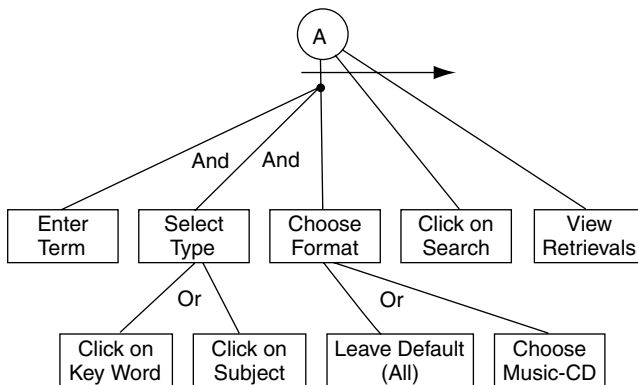 A
And
And
Enter
Term
Select
Type
Choose
Format
Click on
Search
View
Retrievals
Or
Or
Click on
Key Word
Click on
Subject
Leave Default
(All)
Choose
Music-CD